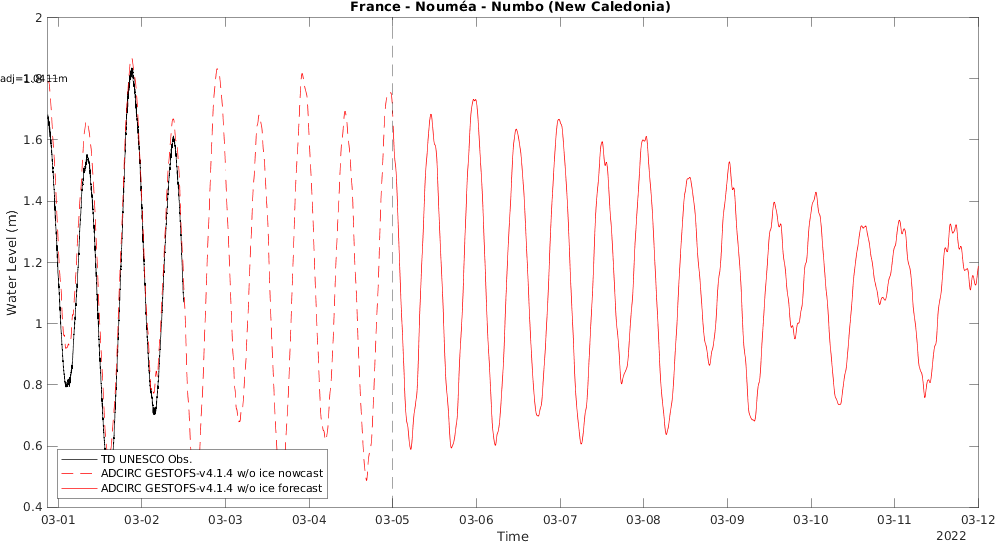 France - Nouméa - Numbo (New Caledonia)
2
1.8
1.6
1.4
1.2
1
0.8
0.6
0.4
Water Level (m)
TD UNESCO Obs.
ADCIRC GESTOFS-v4.1.4 w/o ice nowcast
ADCIRC GESTOFS-v4.1.4 w/o ice forecast
03-01 03-02 03-03 03-04 03-05 03-06 03-07 03-08 03-09 03-10 03-11 03-12
Time
2022